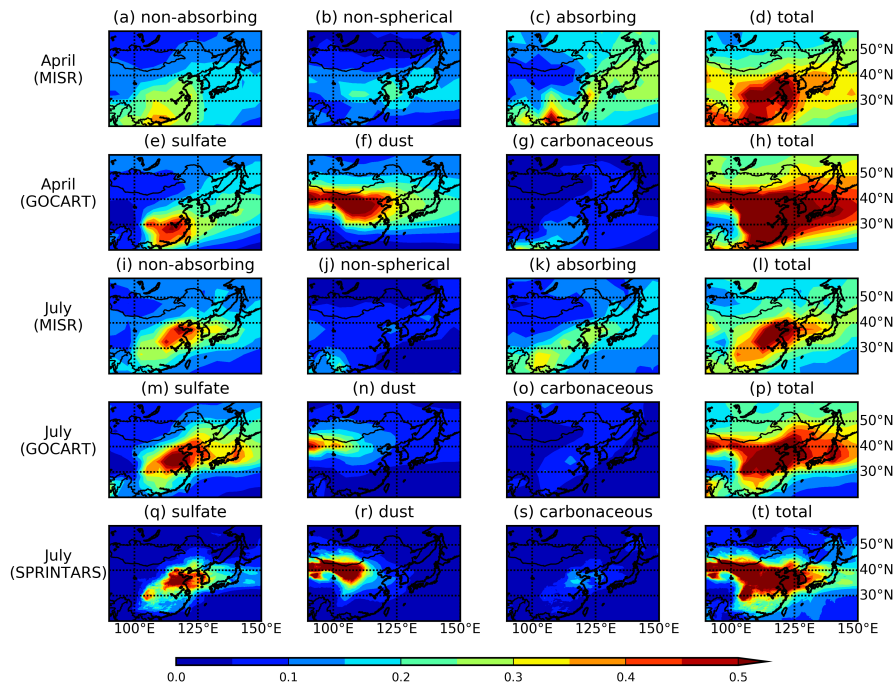 (a) non-absorbing (b) non-spherical (c) absorbing (d) total
April
(MISR)
50°N
40°N
30°N
(e) sulfate (f) dust (g) carbonaceous (h) total
April
(GOCART)
50°N
40°N
30°N
(i) non-absorbing (j) non-spherical (k) absorbing (l) total
July
(MISR)
50°N
40°N
30°N
(m) sulfate (n) dust (o) carbonaceous (p) total
July
(GOCART)
50°N
40°N
30°N
(q) sulfate (r) dust (s) carbonaceous (t) total
July
(SPRINTARS)
50°N
40°N
30°N
100°E 125°E 150°E 100°E 125°E 150°E 100°E 125°E 150°E 100°E 125°E 150°E
0.0 0.1 0.2 0.3 0.4 0.5